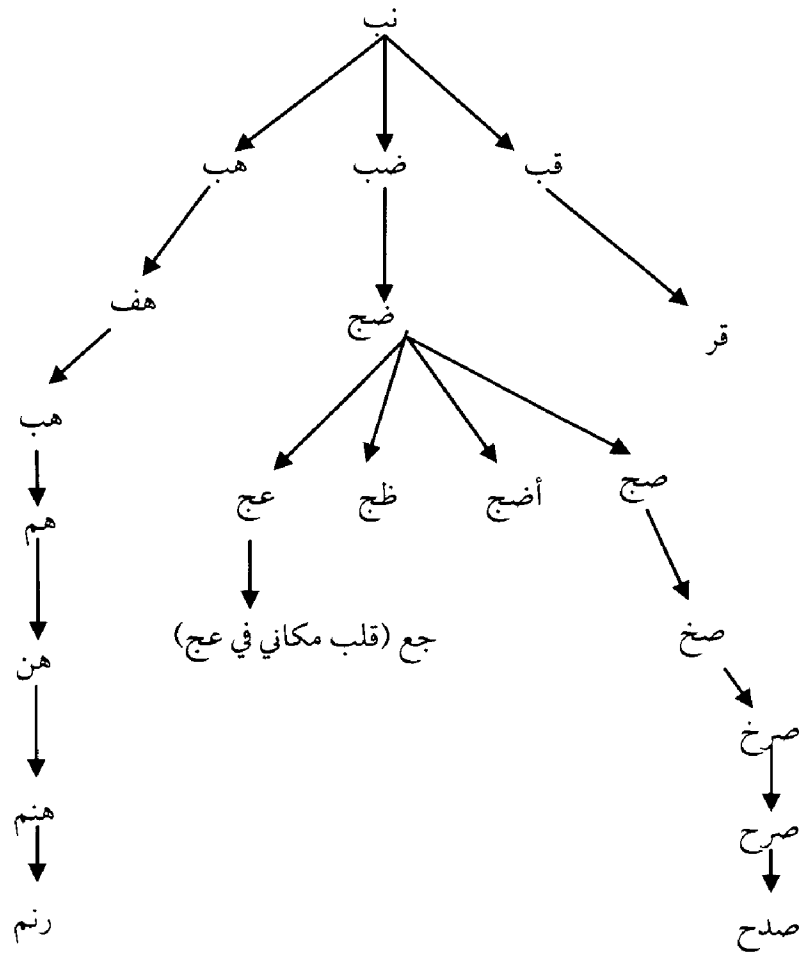 نب
قب ضب هب
هف
ضج
قر
هب
صج أضج ظج عج
هم
صخ
جع (قلب مكاني في عج)
هن
صرخ
هنم
صرح
رنم
صدح